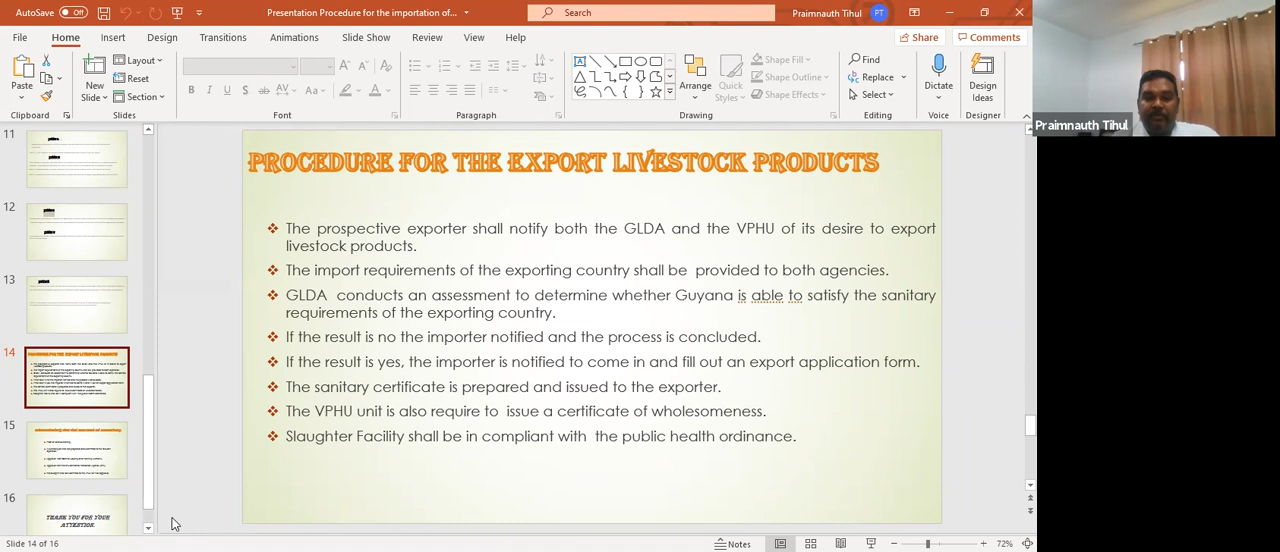 AutoSave Off Presentation Procedure for the importation of... Search Praimnauth Tihul PT
File Home Insert Design Transitions Animations Slide Show Review View Help Share Comments
Paste New Slide Layout Reset Section Arrange Quick Styles Shape Fill Shape Outline Shape Effects Find Replace Select Dictate Design Ideas
Clipboard Slides Font Paragraph Drawing Editing Voice Designer
Praimnauth Tihul
11
12
13
14
15
16
THANK YOU FOR YOUR
ATTENTION.
PROCEDURE FOR THE EXPORT LIVESTOCK PRODUCTS
The prospective exporter shall notify both the GLDA and the VPHU of its desire to export
livestock products.
The import requirements of the exporting country shall be provided to both agencies.
GLDA conducts an assessment to determine whether Guyana is able to satisfy the sanitary
requirements of the exporting country.
If the result is no the importer notified and the process is concluded.
If the result is yes, the importer is notified to come in and fill out on export application form.
The sanitary certificate is prepared and issued to the exporter.
The VPHU unit is also require to issue a certificate of wholesomeness.
Slaughter Facility shall be in compliant with the public health ordinance.
Slide 14 of 16 Notes 72%